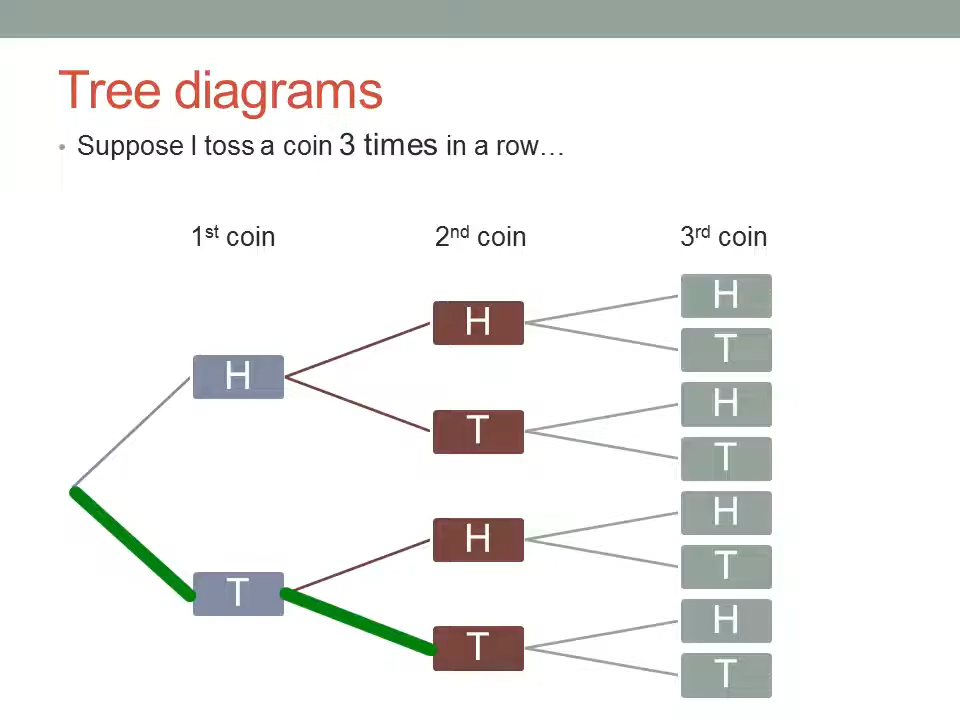 Tree diagrams
• Suppose I toss a coin 3 times in a row…
1st coin 2nd coin 3rd coin
H
H
T
H
H
T
T
H
H
T
T
H
T
T